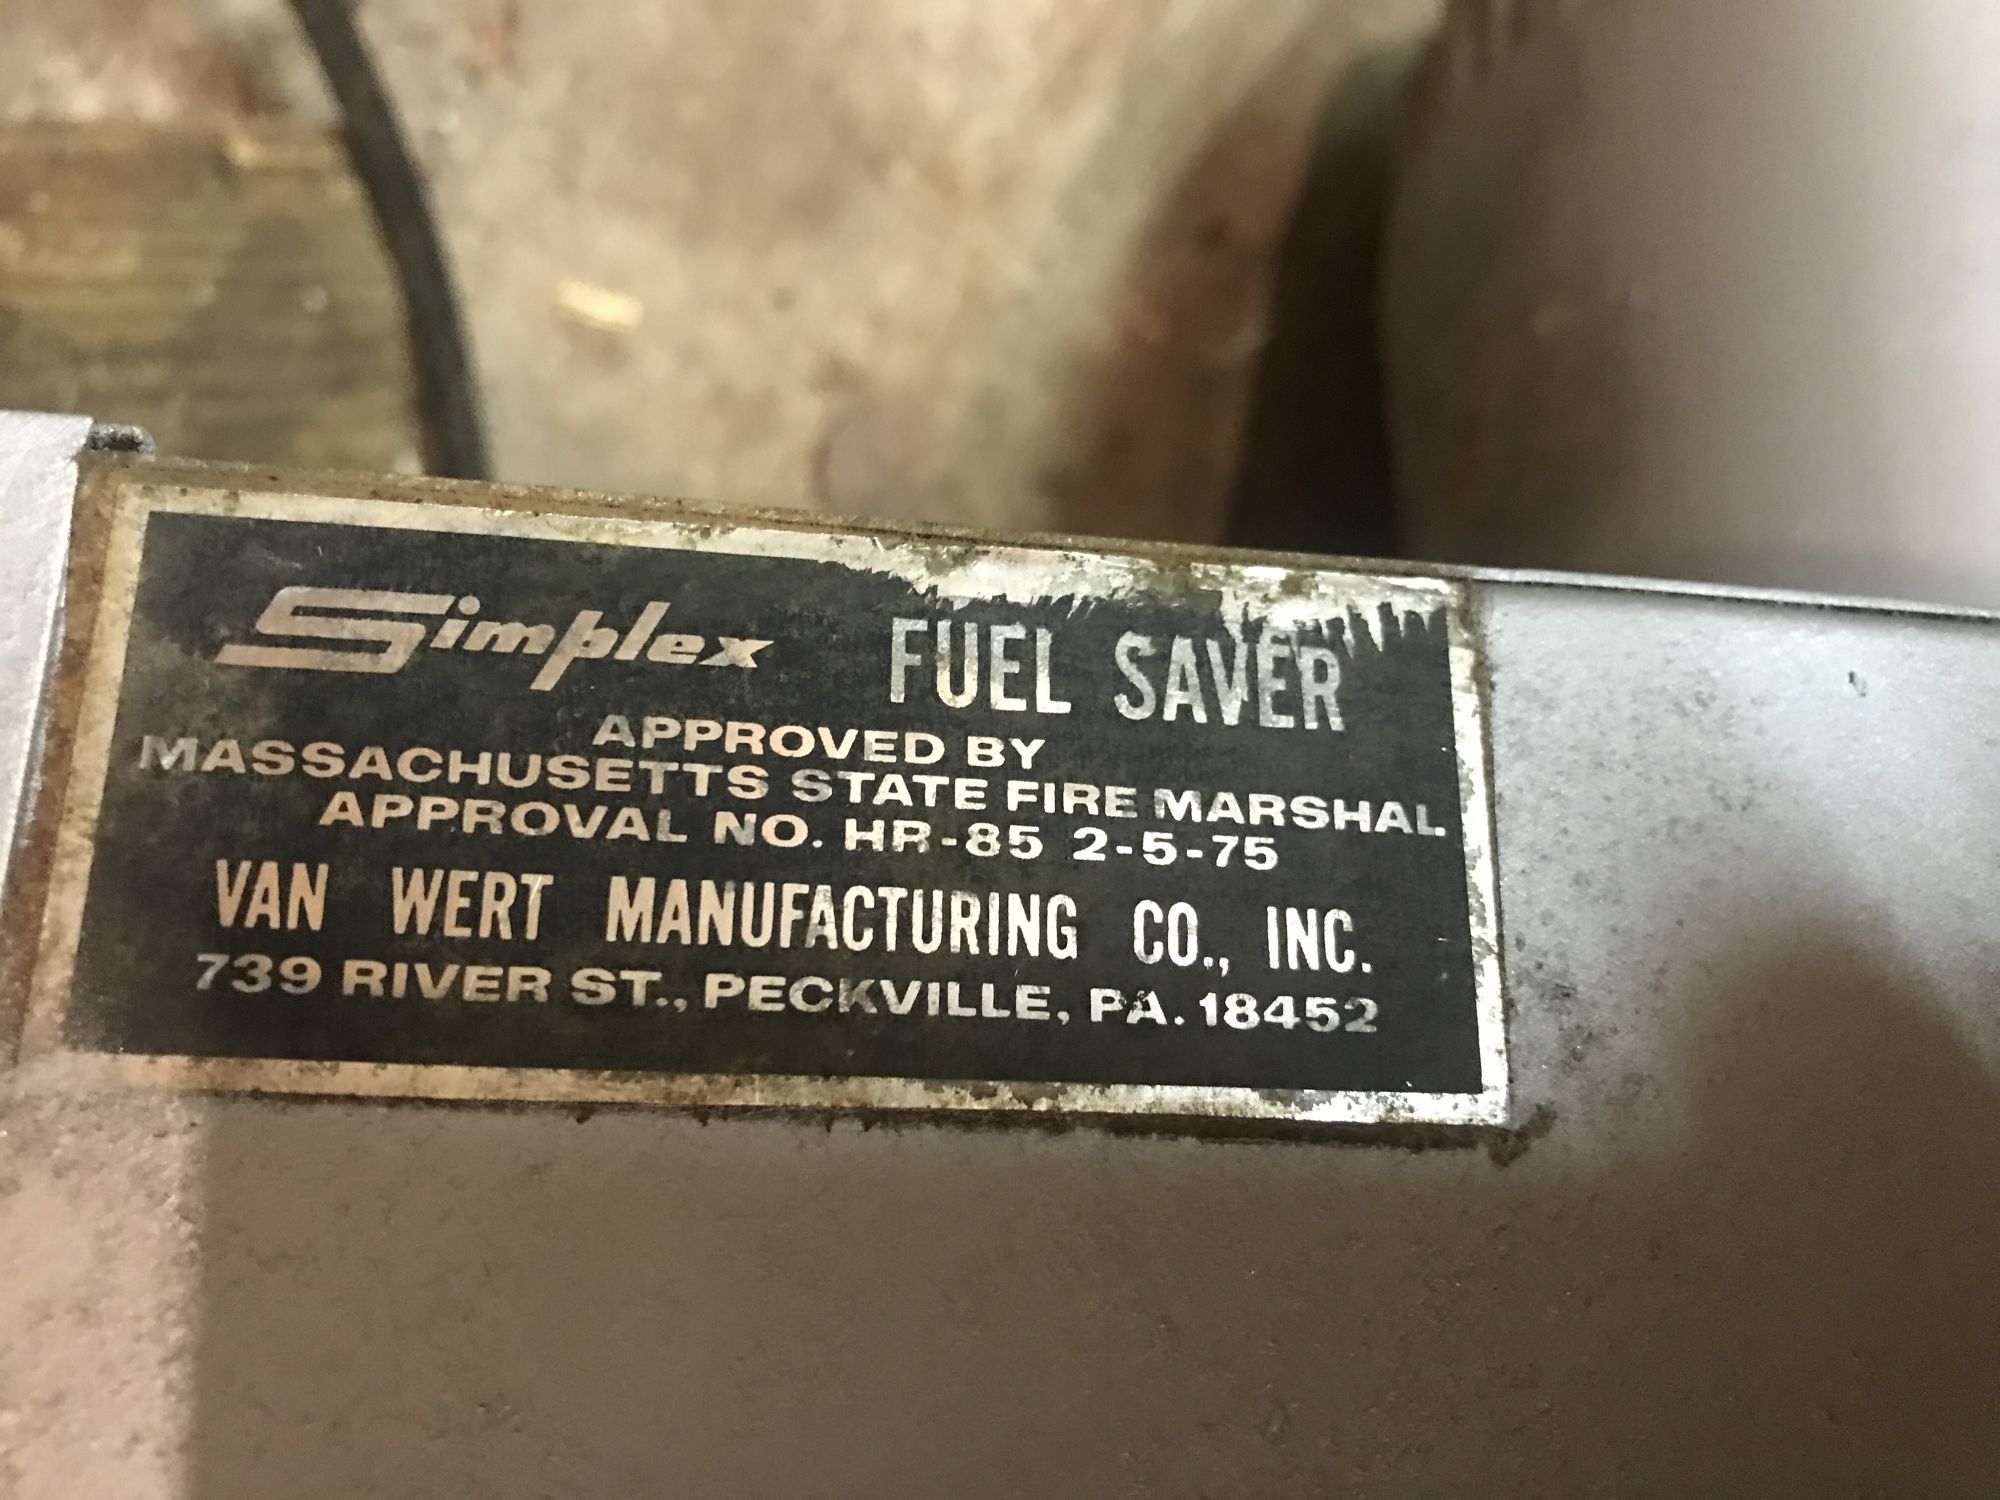 Simplex FUEL SAVER
APPROVED BY
MASSACHUSETTS STATE FIRE MARSHAL
APPROVAL NO. HR-85 2-5-75
VAN WERT MANUFACTURING CO., INC.
739 RIVER ST., PECKVILLE, PA. 18452